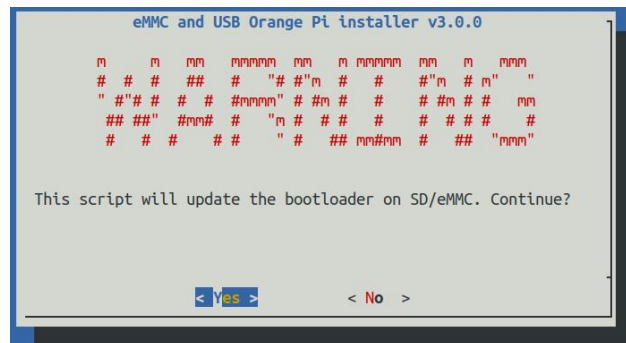 eMMC and USB Orange Pi installer v3.0.0
WARNING
This script will update the bootloader on SD/eMMC. Continue?
< Yes > < No >